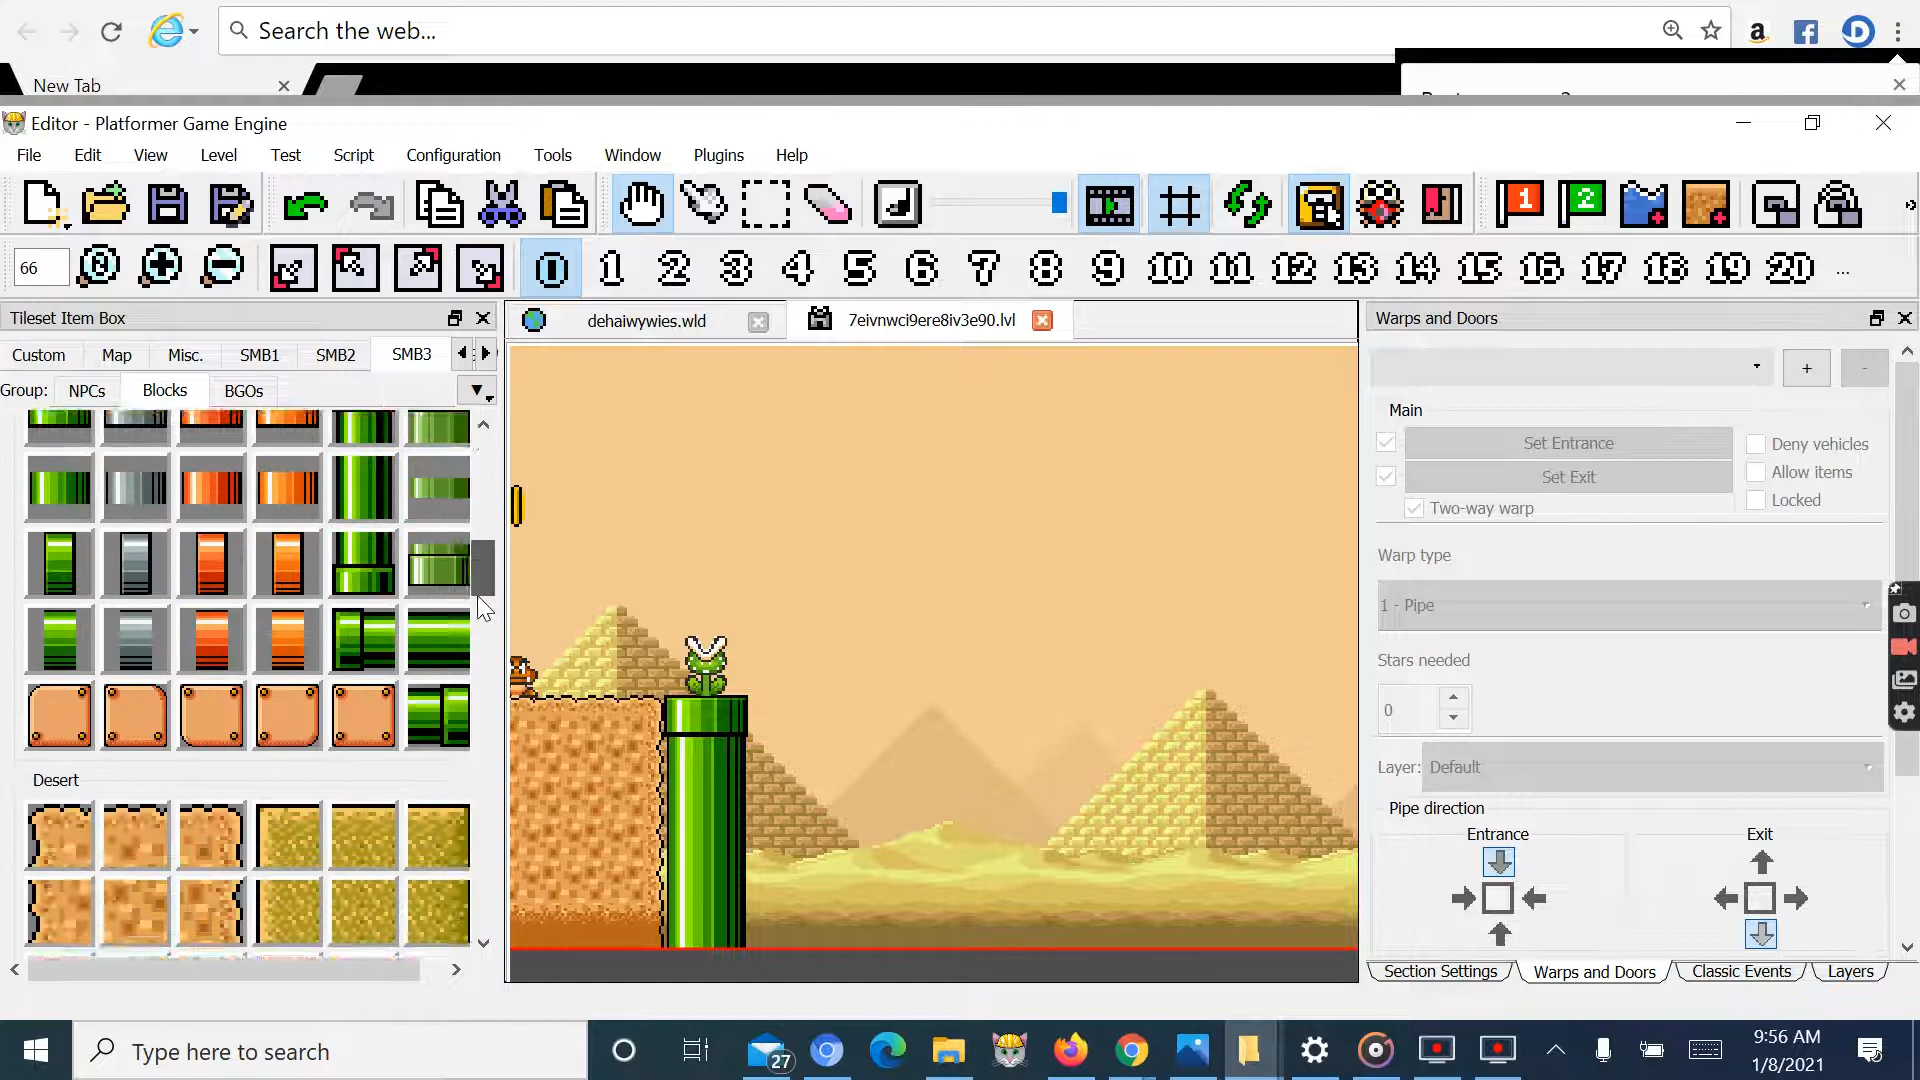 Search the web...
a
New Tab
Editor - Platformer Game Engine
File Edit View Level Test Script Configuration Tools Window Plugins Help
1 2
66
0 1 2 3 4 5 6 7 8 9 10 11 12 13 14 15 16 17 18 19 20 ...
Tileset Item Box
Custom Map Misc. SMB1 SMB2 SMB3
Group: NPCs Blocks BGOs
Desert
dehaiwywies.wld
7eivnwci9ere8iv3e90.lvl
Warps and Doors
+ -
Main
Set Entrance
Set Exit
Two-way warp
Deny vehicles
Allow items
Locked
Warp type
1 - Pipe
Stars needed
0
Layer: Default
Pipe direction
Entrance Exit
Section Settings Warps and Doors Classic Events Layers
Type here to search
27
9:56 AM
1/8/2021